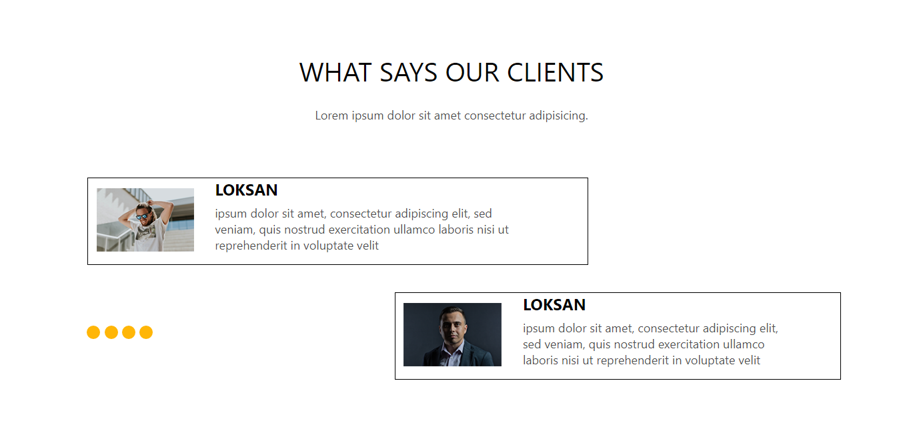 WHAT SAYS OUR CLIENTS
Lorem ipsum dolor sit amet consectetur adipisicing.
LOKSAN
ipsum dolor sit amet, consectetur adipiscing elit, sed
veniam, quis nostrud exercitation ullamco laboris nisi ut
reprehenderit in voluptate velit
LOKSAN
ipsum dolor sit amet, consectetur adipiscing elit,
sed veniam, quis nostrud exercitation ullamco
laboris nisi ut reprehenderit in voluptate velit